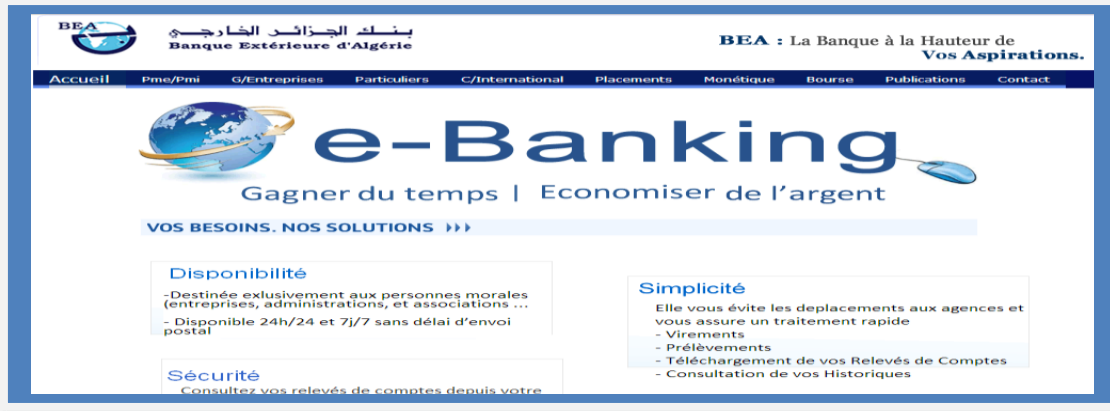 BEA
بنك الجزائر الخارجي
Banque Extérieure d'Algérie
BEA : La Banque à la Hauteur de
Vos Aspirations.
Accueil Pme/Pmi G/Entreprises Particuliers C/International Placements Monétique Bourse Publications Contact
e-Banking
Gagner du temps | Economiser de l'argent
VOS BESOINS. NOS SOLUTIONS
Disponibilité
-Destinée exlusivement aux personnes morales
(entreprises, administrations, et associations ...
- Disponible 24h/24 et 7j/7 sans délai d'envoi
postal
Simplicité
Elle vous évite les deplacements aux agences et
vous assure un traitement rapide
- Virements
- Prélèvements
- Téléchargement de vos Relevés de Comptes
- Consultation de vos Historiques
Sécurité
Consultez vos relevés de comptes depuis votre